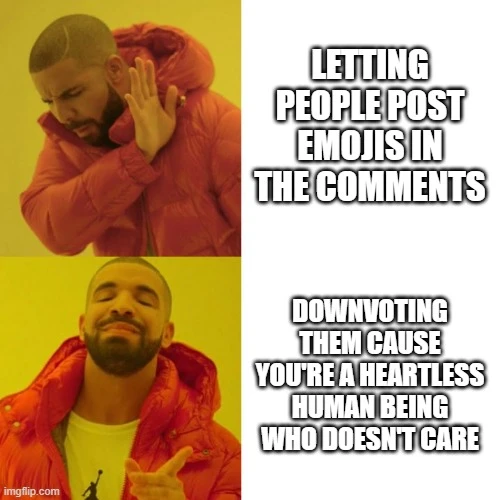 LETTING
PEOPLE POST
EMOJIS IN
THE COMMENTS
DOWNVOTING
THEM CAUSE
YOU'RE A HEARTLESS
HUMAN BEING
WHO DOESN'T CARE
imgflip.com